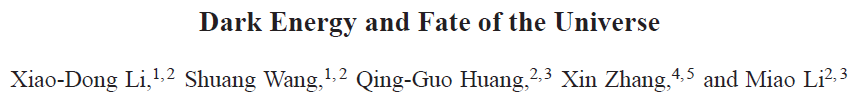 Dark Energy and Fate of the Universe
Xiao-Dong Li,1,2 Shuang Wang,1,2 Qing-Guo Huang,2,3 Xin Zhang,4,5 and Miao Li2,3